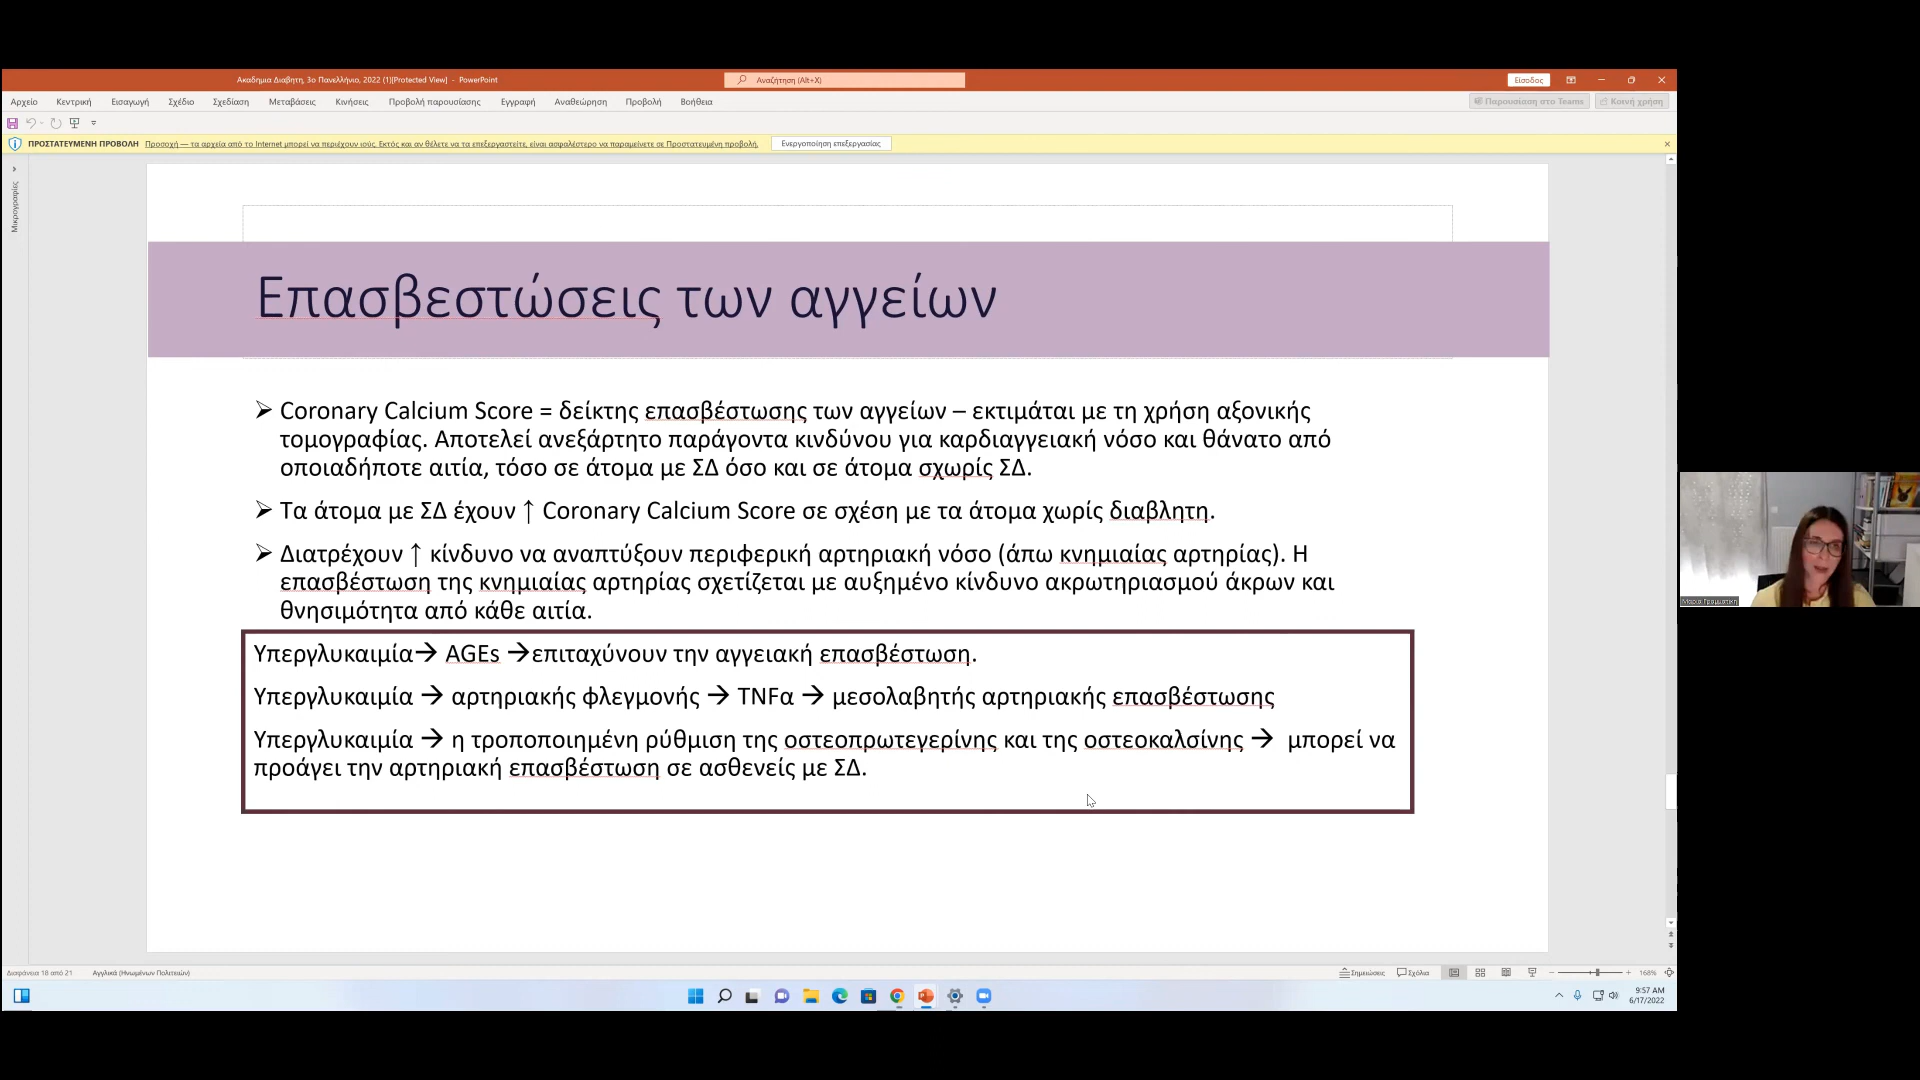 Ακαδημια Διαβητη, 3ο Πανελλήνιο, 2022 (1)[Protected View] - PowerPoint
Αναζήτηση (Alt+X)
Είσοδος
Αρχείο Κεντρική Εισαγωγή Σχέδιο Σχεδίαση Μεταβάσεις Κινήσεις Προβολή παρουσίασης Εγγραφή Αναθεώρηση Προβολή Βοήθεια
Παρουσίαση στο Teams Κοινή χρήση
ΠΡΟΣΤΑΤΕΥΜΕΝΗ ΠΡΟΒΟΛΗ Προσοχή — τα αρχεία από το Internet μπορεί να περιέχουν ιούς. Εκτός και αν θέλετε να τα επεξεργαστείτε, είναι ασφαλέστερο να παραμείνετε σε Προστατευμένη προβολή. Ενεργοποίηση επεξεργασίας
Μικρογραφίες
Επασβεστώσεις των αγγείων
➢ Coronary Calcium Score = δείκτης επασβέστωσης των αγγείων – εκτιμάται με τη χρήση αξονικής
τομογραφίας. Αποτελεί ανεξάρτητο παράγοντα κινδύνου για καρδιαγγειακή νόσο και θάνατο από
οποιαδήποτε αιτία, τόσο σε άτομα με ΣΔ όσο και σε άτομα σχωρίς ΣΔ.
➢ Τα άτομα με ΣΔ έχουν ↑ Coronary Calcium Score σε σχέση με τα άτομα χωρίς διαβλητη.
➢ Διατρέχουν ↑ κίνδυνο να αναπτύξουν περιφερική αρτηριακή νόσο (άπω κνημιαίας αρτηρίας). Η
επασβέστωση της κνημιαίας αρτηρίας σχετίζεται με αυξημένο κίνδυνο ακρωτηριασμού άκρων και
θνησιμότητα από κάθε αιτία.
Υπεργλυκαιμία→ AGEs →επιταχύνουν την αγγειακή επασβέστωση.
Υπεργλυκαιμία → αρτηριακής φλεγμονής → TNFα → μεσολαβητής αρτηριακής επασβέστωσης
Υπεργλυκαιμία → η τροποποιημένη ρύθμιση της οστεοπρωτεγερίνης και της οστεοκαλσίνης → μπορεί να
προάγει την αρτηριακή επασβέστωση σε ασθενείς με ΣΔ.
Μαρια Γραμματικη
Διαφάνεια 18 από 21 Αγγλικά (Ηνωμένων Πολιτειών)
Σημειώσεις Σχόλια 168%
9:57 AM
6/17/2022